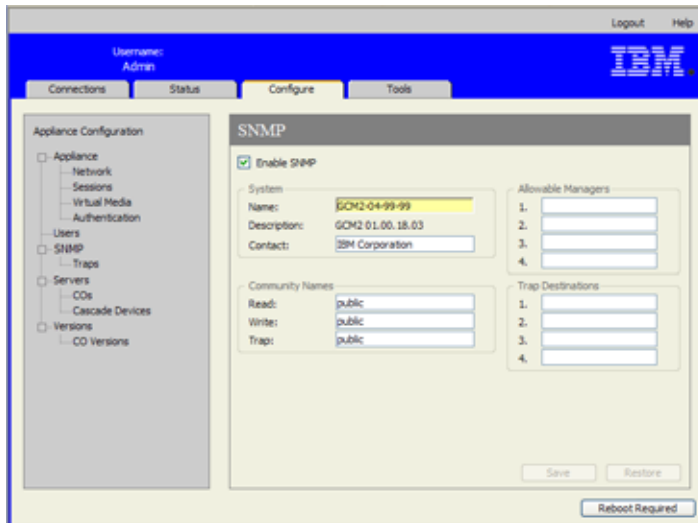 Logout Help
Username:
Admin
IBM.
Connections Status Configure Tools
Appliance Configuration
Appliance
Network
Sessions
Virtual Media
Authentication
Users
SNMP
Traps
Servers
COs
Cascade Devices
Versions
CO Versions
SNMP
Enable SNMP
System
Name: GCM2-04-99-99
Description: GCM2 01.00.18.03
Contact: IBM Corporation
Allowable Managers
1.
2.
3.
4.
Community Names
Read: public
Write: public
Trap: public
Trap Destinations
1.
2.
3.
4.
Save Restore
Reboot Required